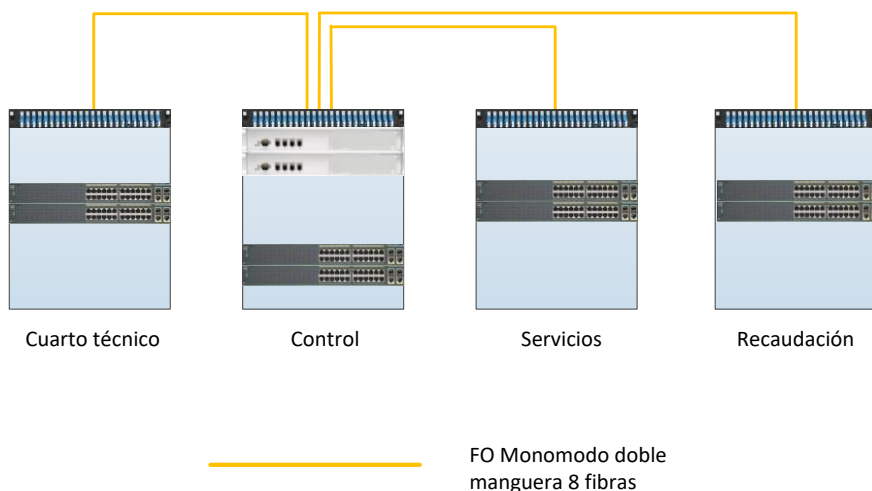 Cuarto técnico
Control
Servicios
Recaudación
FO Monomodo doble
manguera 8 fibras